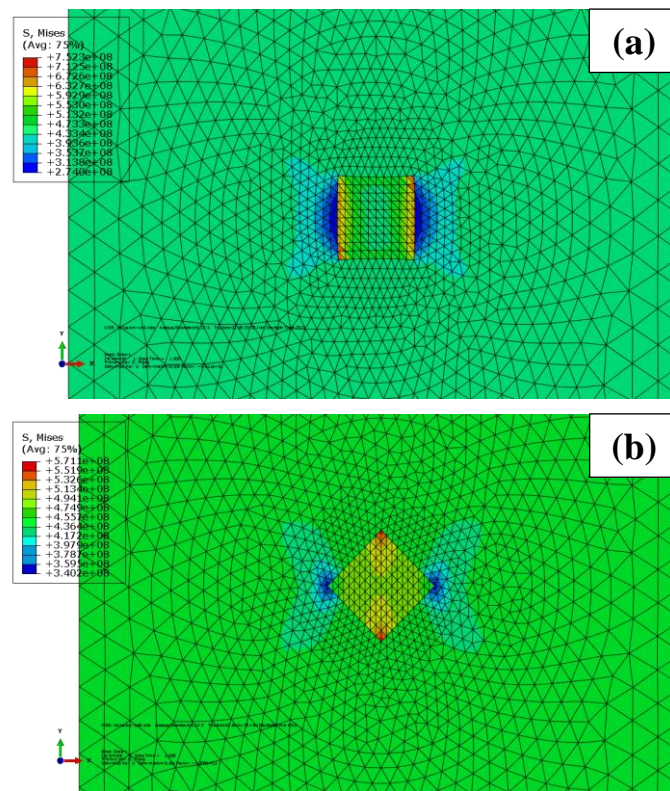 (a)
S, Mises
(Avg: 75%)
+7.523e+08
+7.125e+08
+6.726e+08
+6.327e+08
+5.929e+08
+5.530e+08
+5.132e+08
+4.733e+08
+4.334e+08
+3.936e+08
+3.537e+08
+3.138e+08
+2.740e+08
Y
X
(b)
S, Mises
(Avg: 75%)
+5.711e+08
+5.519e+08
+5.326e+08
+5.134e+08
+4.941e+08
+4.749e+08
+4.557e+08
+4.364e+08
+4.172e+08
+3.979e+08
+3.787e+08
+3.595e+08
+3.402e+08
Y
X